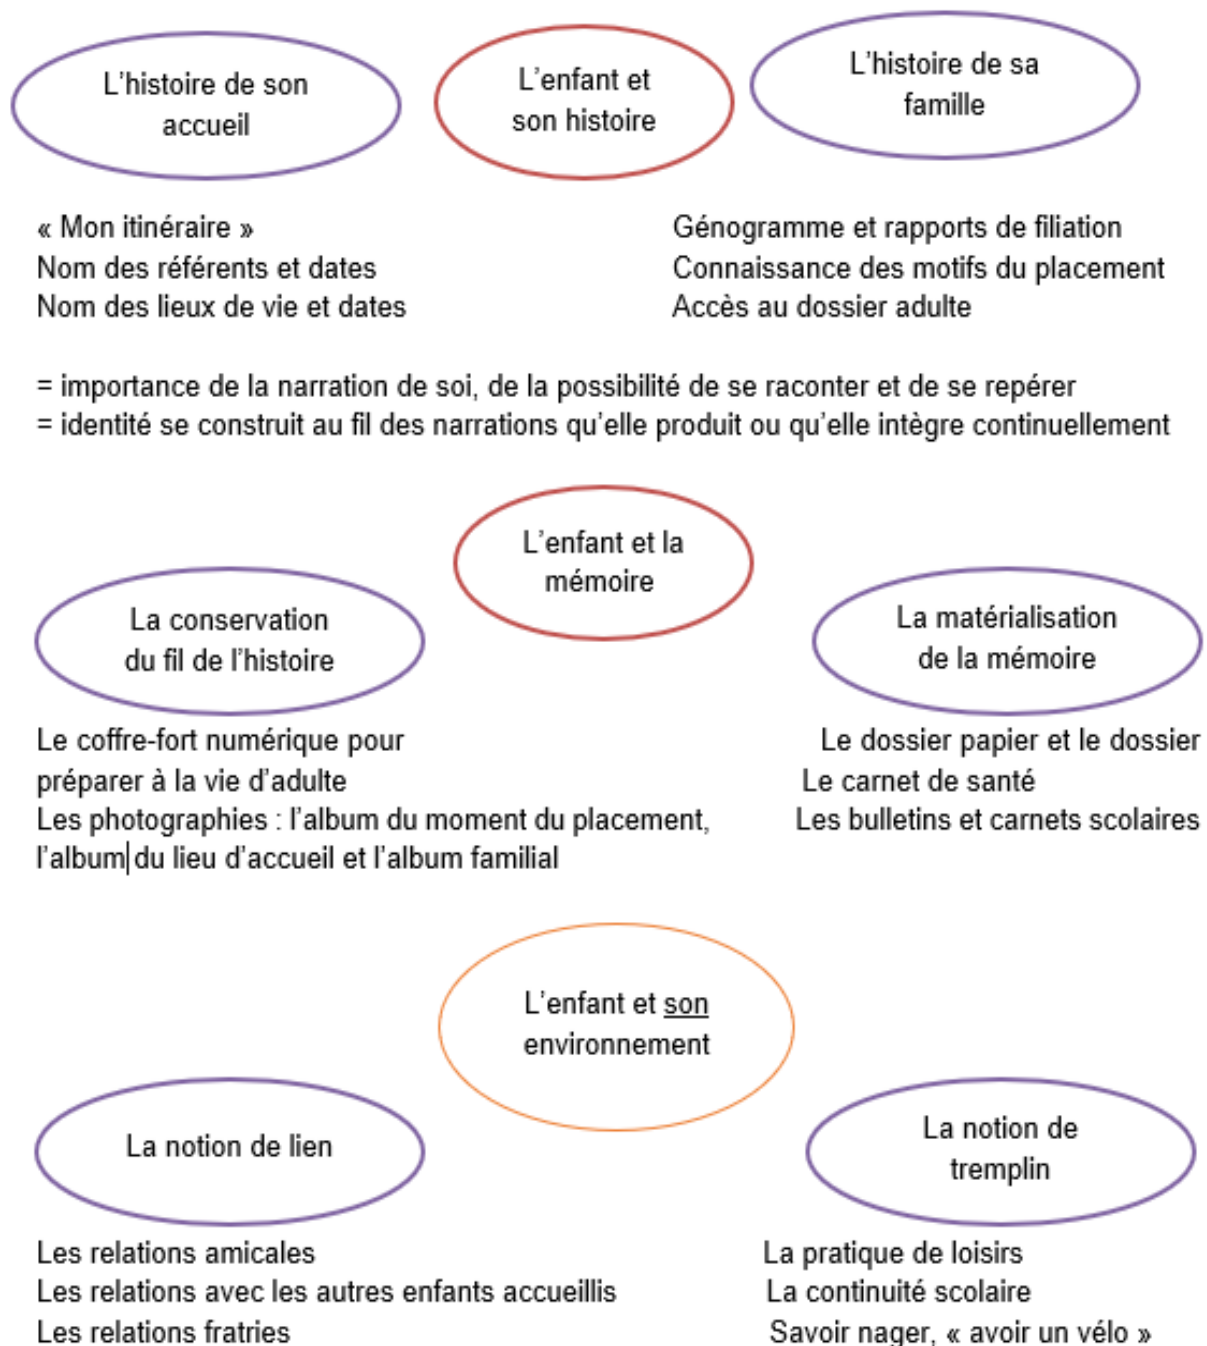 L'histoire de son
accueil
L'enfant et
son histoire
L'histoire de sa
famille
« Mon itinéraire »
Nom des référents et dates
Nom des lieux de vie et dates
Génogramme et rapports de filiation
Connaissance des motifs du placement
Accès au dossier adulte
= importance de la narration de soi, de la possibilité de se raconter et de se repérer
= identité se construit au fil des narrations qu'elle produit ou qu'elle intègre continuellement
L'enfant et la
mémoire
La conservation
du fil de l'histoire
La matérialisation
de la mémoire
Le coffre-fort numérique pour
préparer à la vie d'adulte
Les photographies : l'album du moment du placement,
l'album du lieu d'accueil et l'album familial
Le dossier papier et le dossier
Le carnet de santé
Les bulletins et carnets scolaires
L'enfant et son
environnement
La notion de lien
La notion de
tremplin
Les relations amicales
Les relations avec les autres enfants accueillis
Les relations fratries
La pratique de loisirs
La continuité scolaire
Savoir nager, « avoir un vélo »